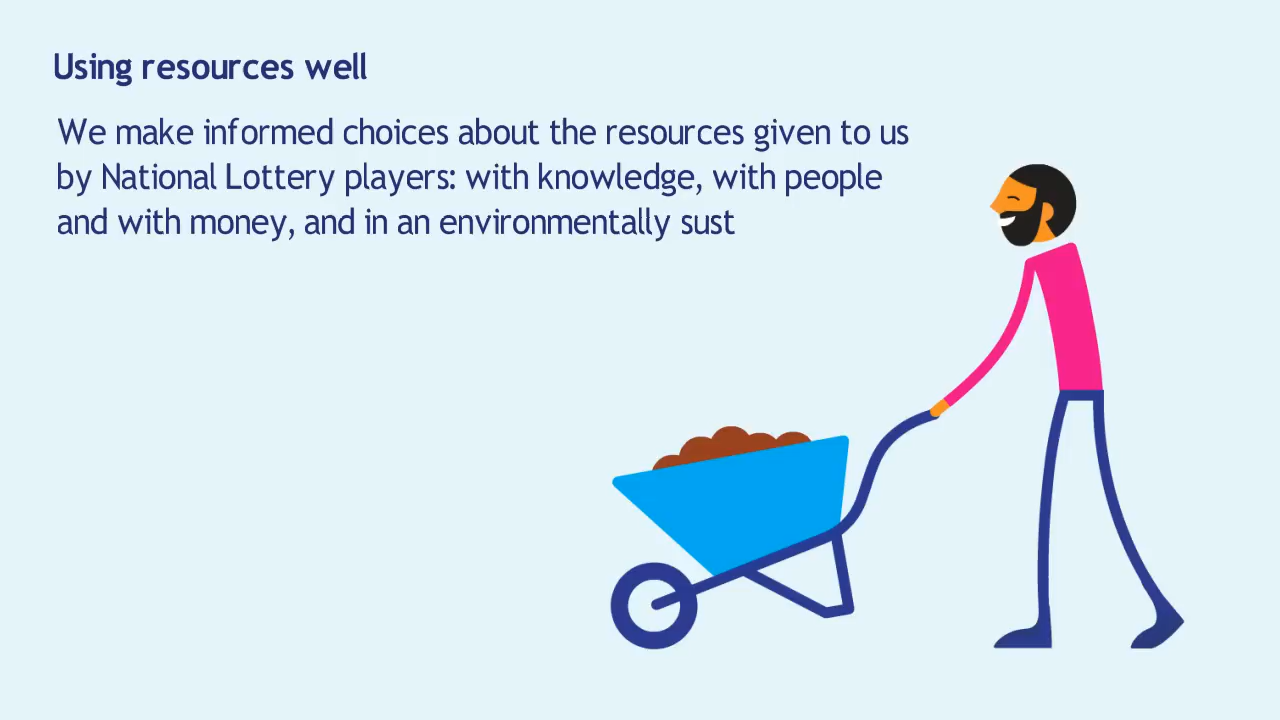 Using resources well
We make informed choices about the resources given to us
by National Lottery players: with knowledge, with people
and with money, and in an environmentally sust